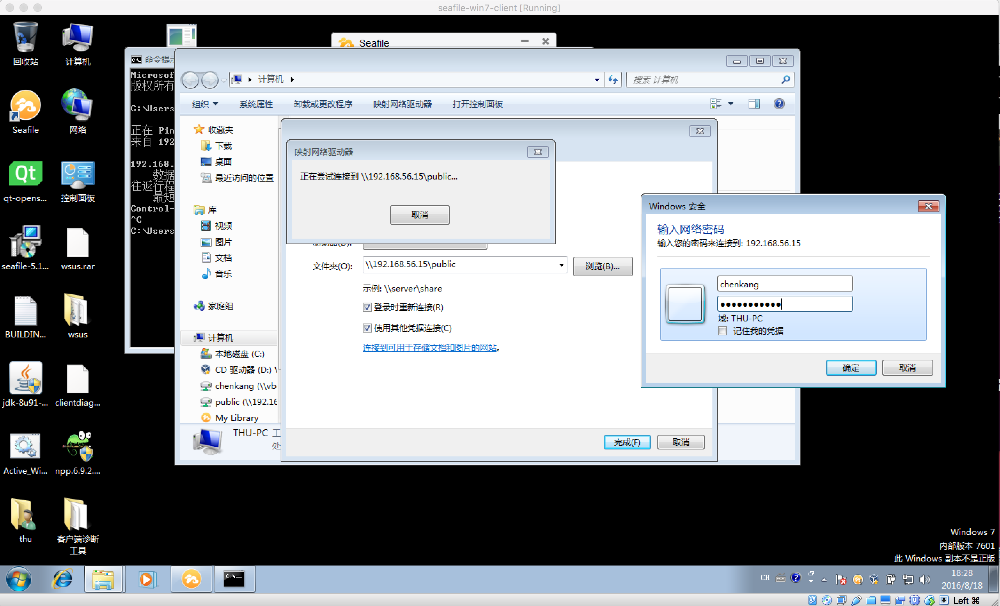 seafile-win7-client [Running]
回收站
计算机
Seafile
网络
qt-opens...
控制面板
seafile-5.1...
wsus.rar
BUILDIN...
wsus
jdk-8u91-...
clientdiag...
Active_Wi...
npp.6.9.2....
thu
客户端诊断
工具
Seafile
命令提示
Microsof
版权所有
C:\Users
正在 Pin
来自 192
192.168.
数据
往返行程
最短
Control-
^C
C:\Users
计算机
搜索 计算机
组织
系统属性
卸载或更改程序
映射网络驱动器
打开控制面板
收藏夹
下载
桌面
最近访问的位置
库
视频
图片
文档
音乐
家庭组
计算机
本地磁盘 (C:)
CD 驱动器 (D:)
chenkang (\\vb
public (\\192.16
My Library
THU-PC
映射网络驱动器
正在尝试连接到 \\192.168.56.15\public...
取消
文件夹(O):
\\192.168.56.15\public
浏览(B)...
示例: \\server\share
登录时重新连接(R)
使用其他凭据连接(C)
连接到可用于存储文档和图片的网站。
完成(F)
取消
Windows 安全
输入网络密码
输入您的密码来连接到: 192.168.56.15
chenkang
域: THU-PC
记住我的凭据
确定
取消
Windows 7
内部版本 7601
此 Windows 副本不是正版
C:\_
CH
18:28
2016/8/18
Left ⌘